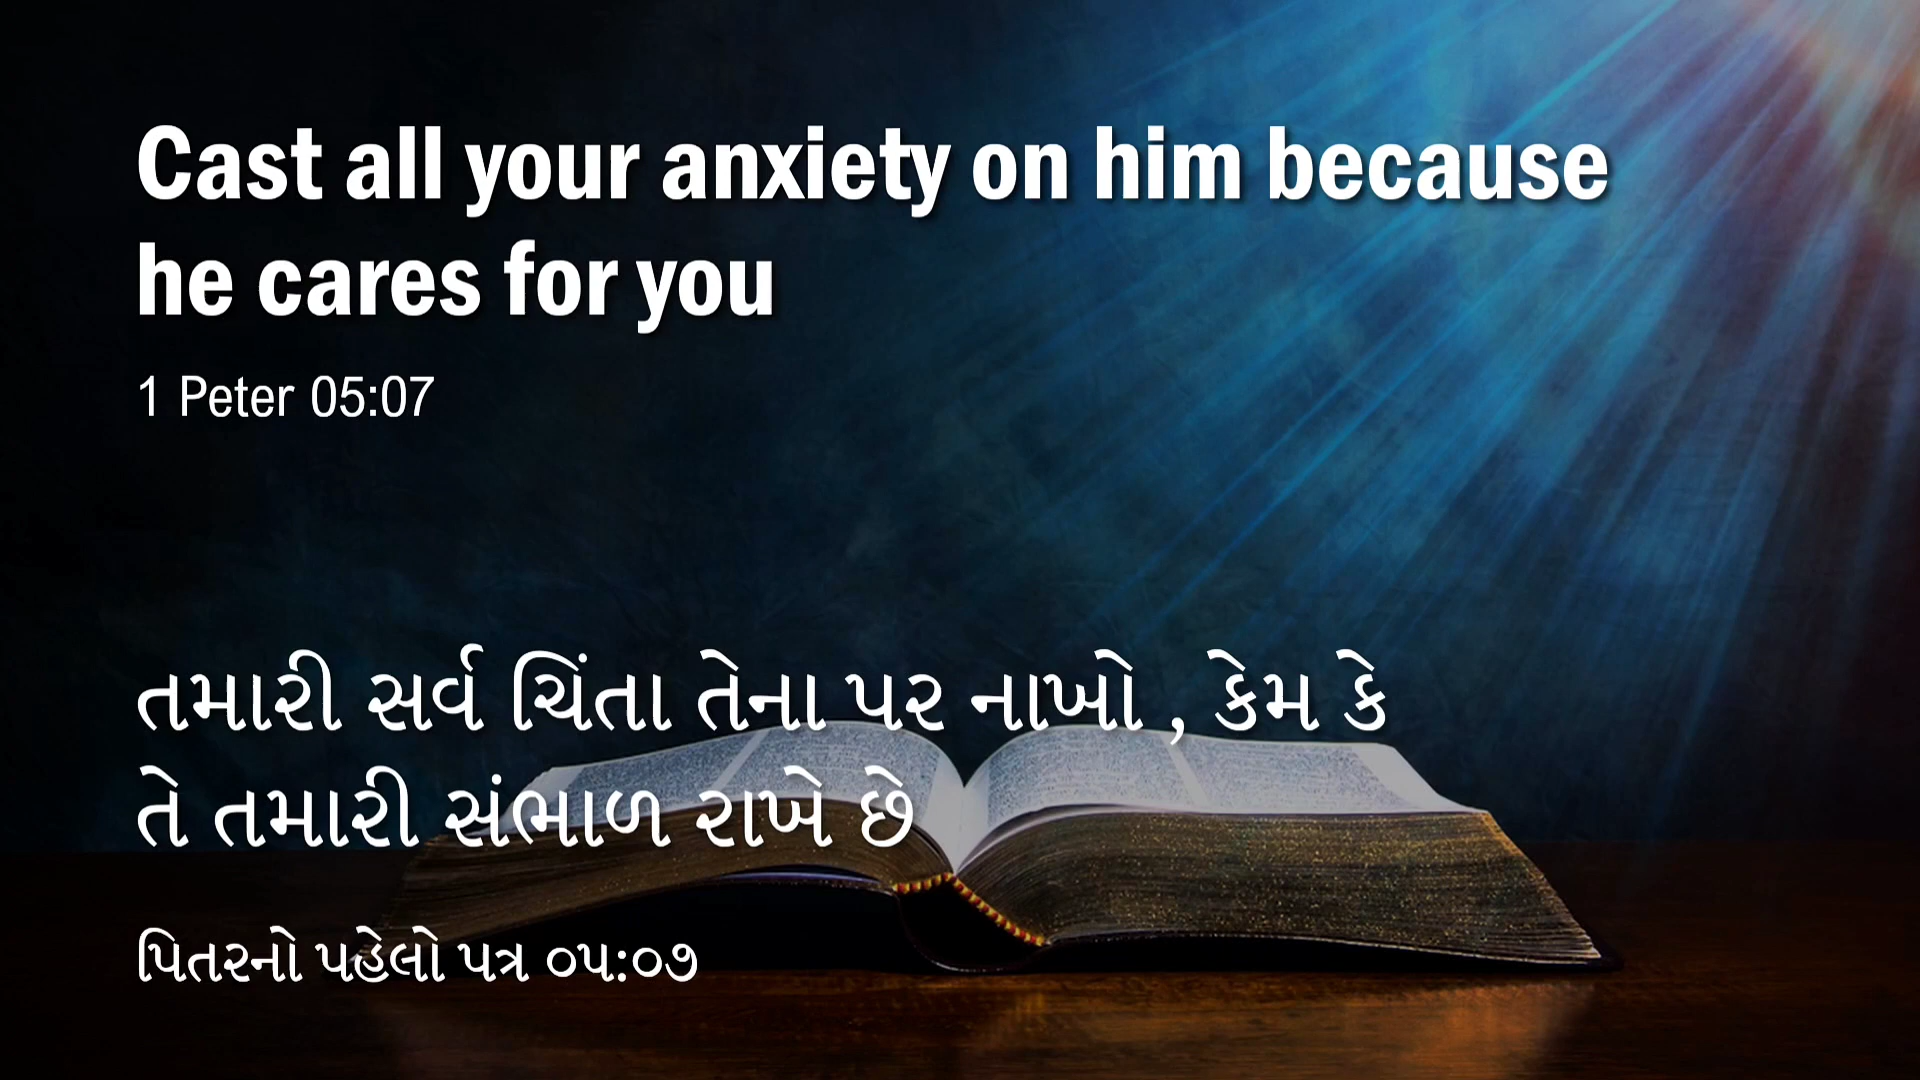 Cast all your anxiety on him because
he cares for you
1 Peter 05:07
તમારી સર્વ ચિંતા તેના પર નાખો , કેમ કે
તે તમારી સંભાળ રાખે છે
પિતરનો પહેલો પત્ર ૦૫:૦૭